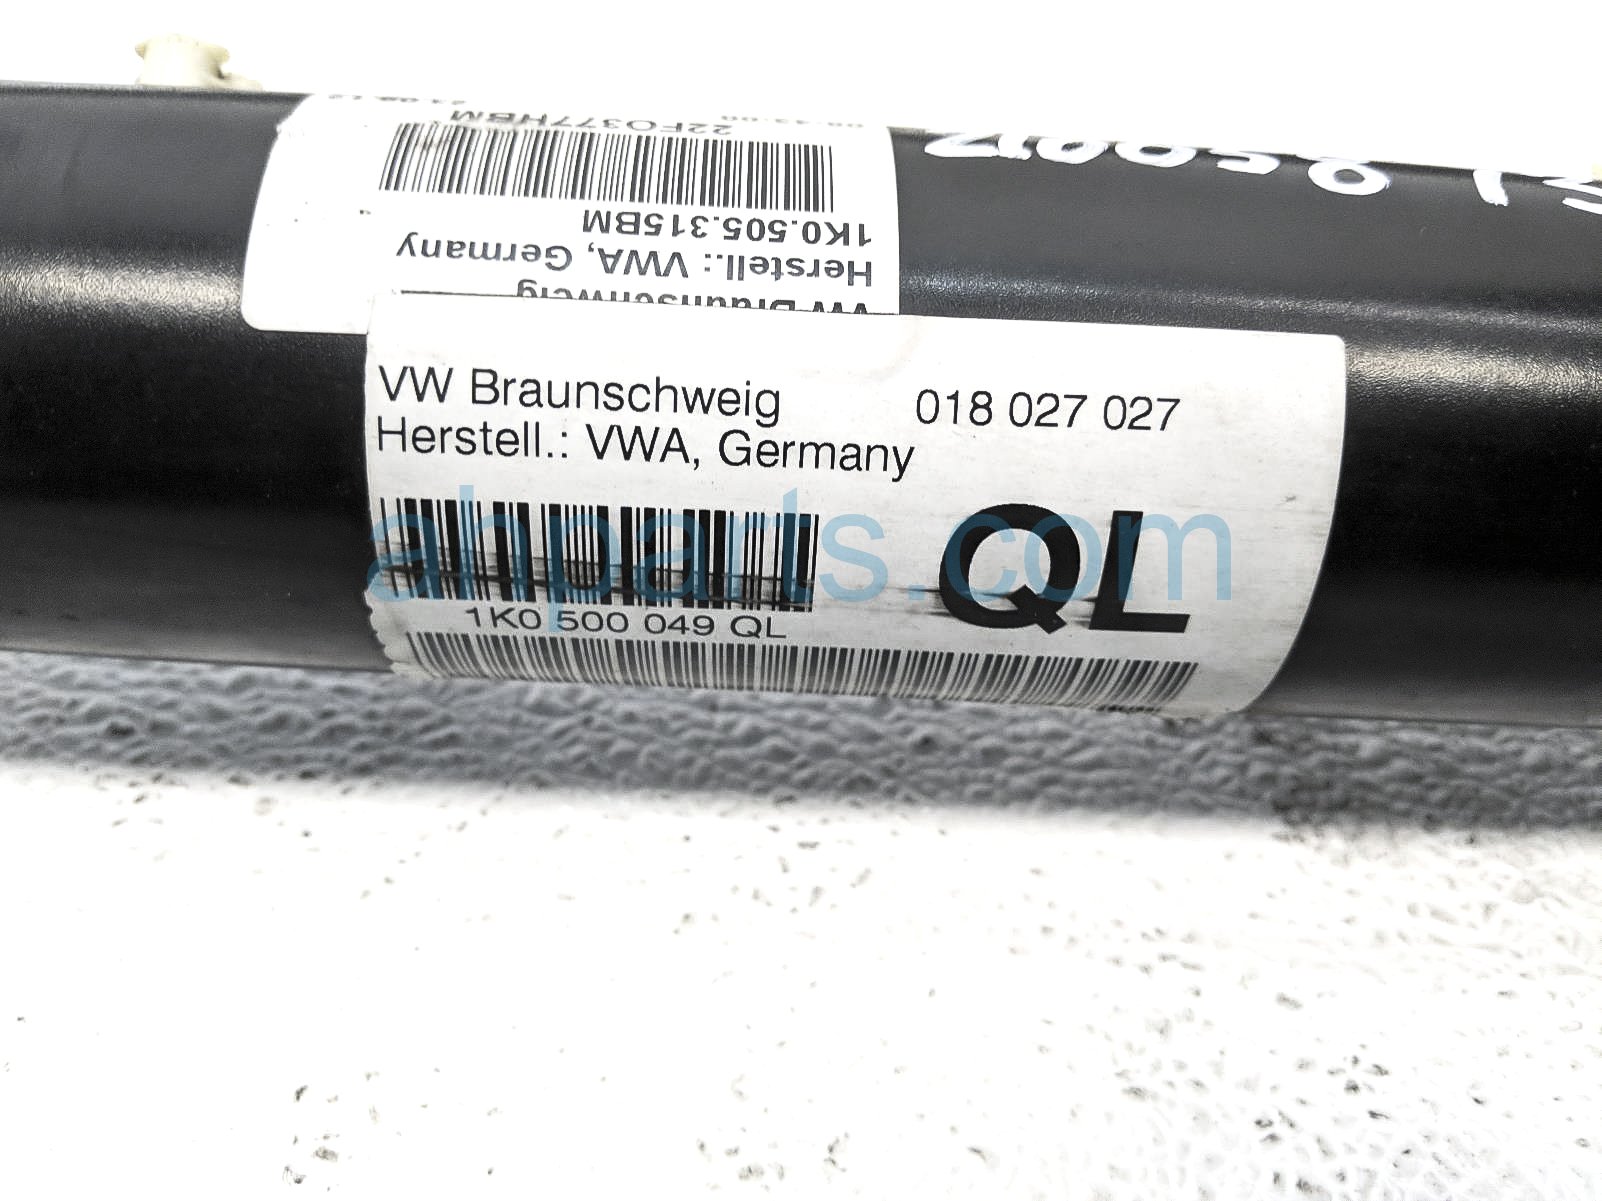 22FO377HBM
1K0.505.315BM
Herstell.: VWA, Germany
VW Braunschweig
VW Braunschweig 018 027 027
Herstell.: VWA, Germany
QL
1K0 500 049 QL
ahparts.com